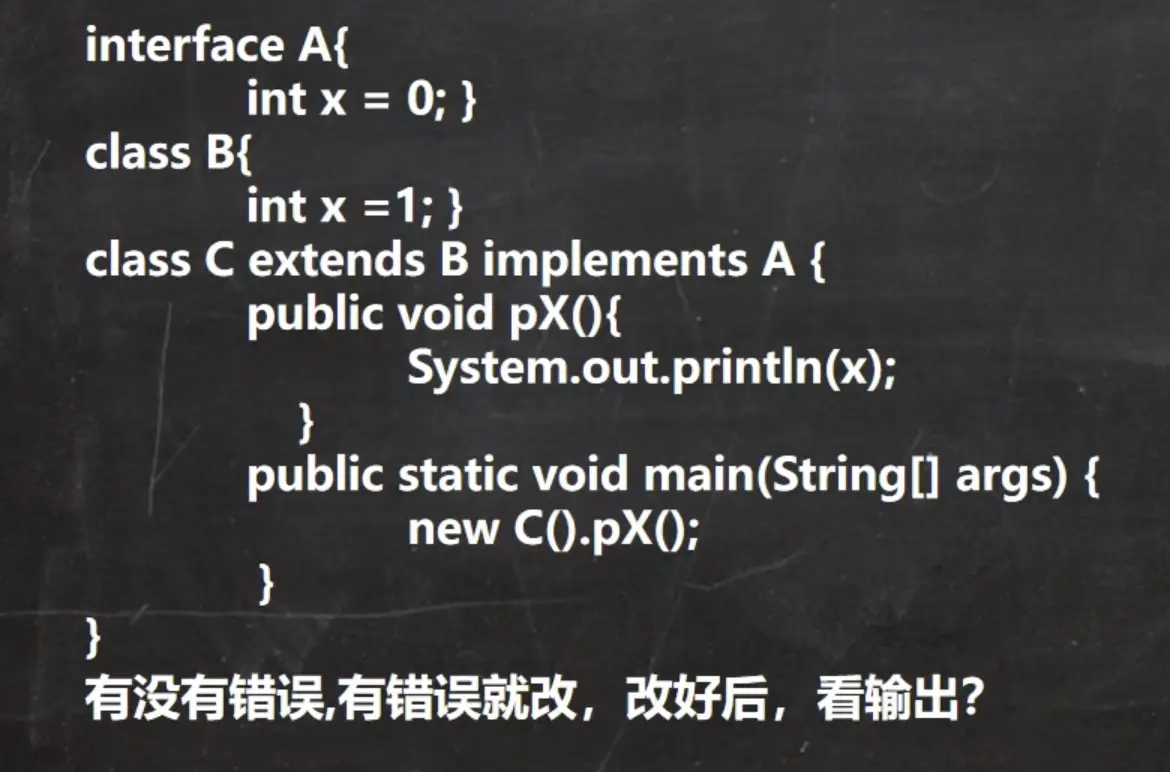 interface A{
int x = 0; }
class B{
int x =1; }
class C extends B implements A {
public void pX(){
System.out.println(x);
}
public static void main(String[] args) {
new C().pX();
}
}
有没有错误,有错误就改，改好后，看输出?